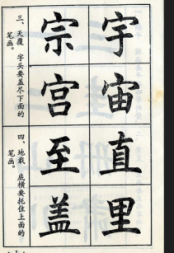 宇宙
宗宫
三、天覆 字头要盖尽下面的
笔画。
直里
至盖
四、地载 底横要托住上面的
笔画。